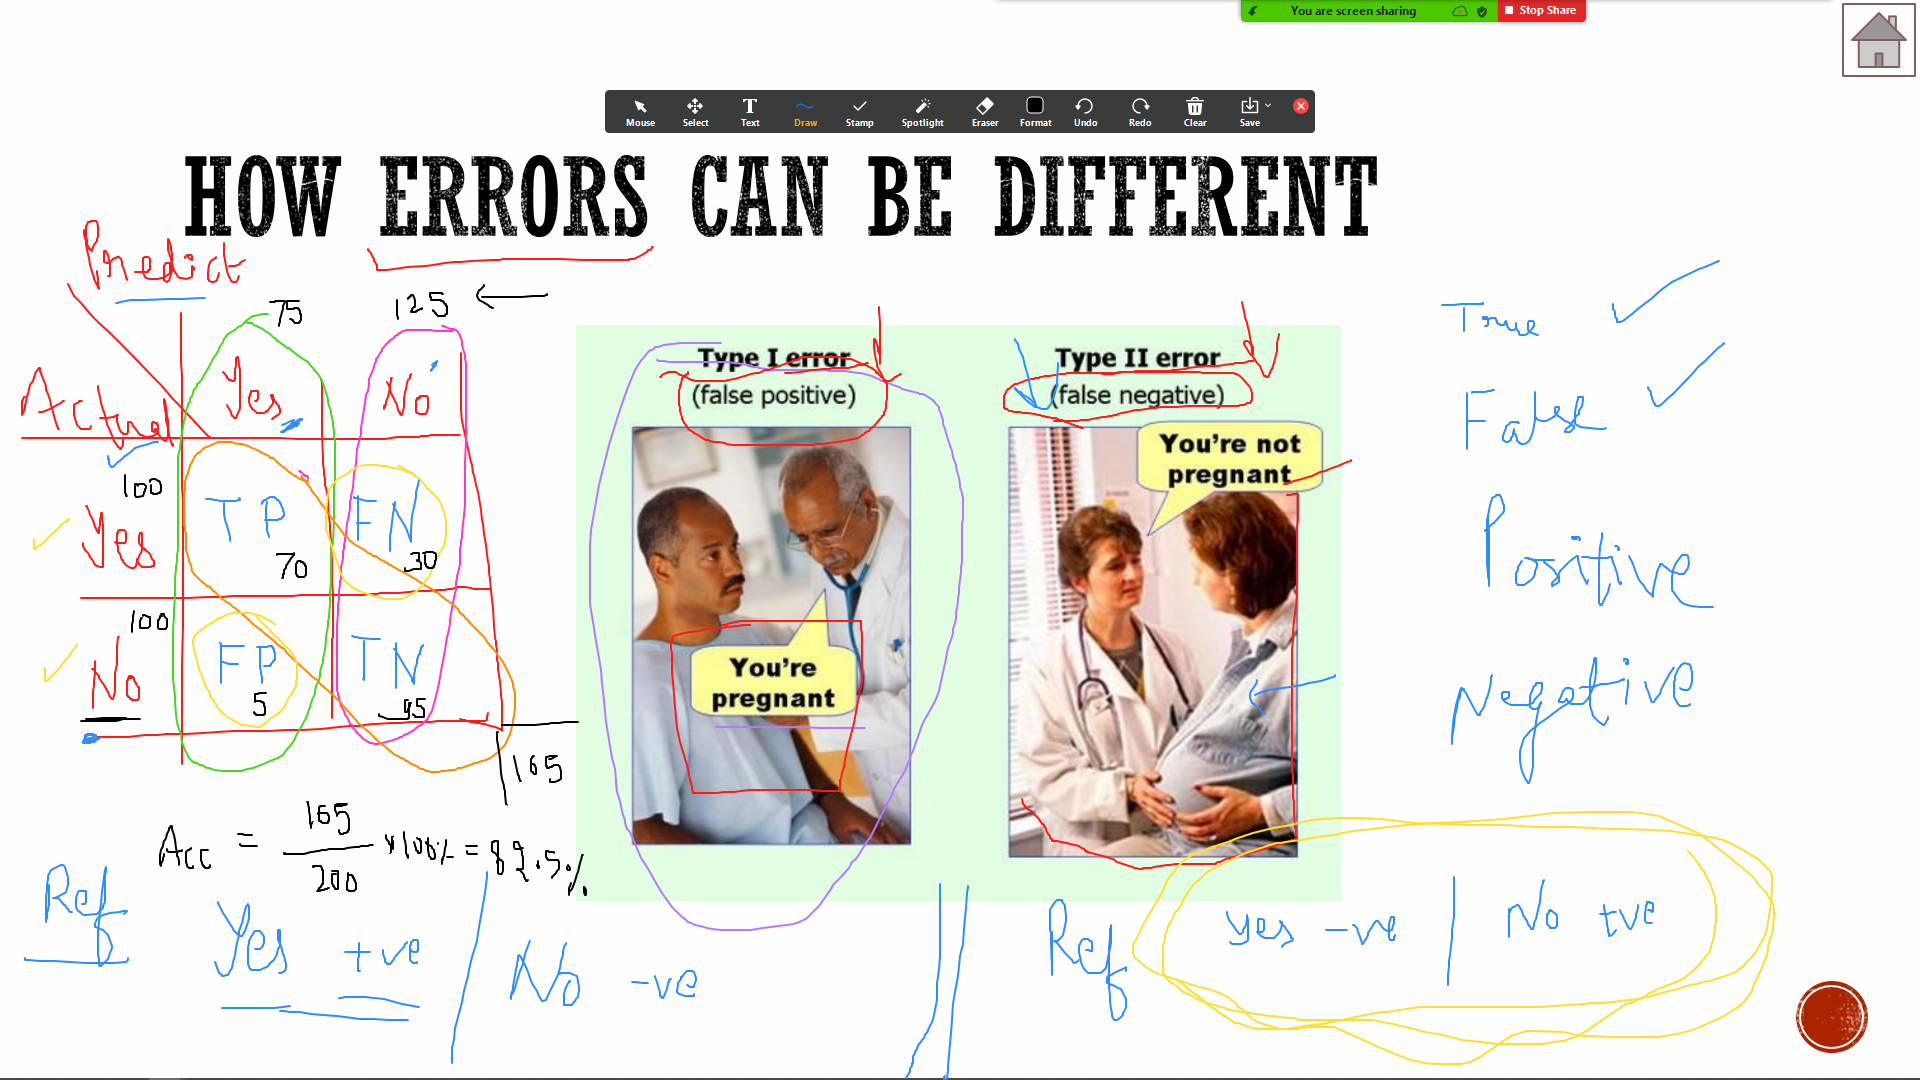 You are screen sharing Stop Share
Mouse Select Text Draw Stamp Spotlight Eraser Format Undo Redo Clear Save
HOW ERRORS CAN BE DIFFERENT
Predict
75 125
Yes No
Actual
100
Yes TP 70 FN 30
100
No FP 5 TN 95
165
Acc = 165/200 *100% = 82.5%
Ref Yes +ve | No -ve
Type I error
(false positive)
You're
pregnant
Type II error
(false negative)
You're not
pregnant
True
False
Positive
Negative
Ref yes -ve | No +ve